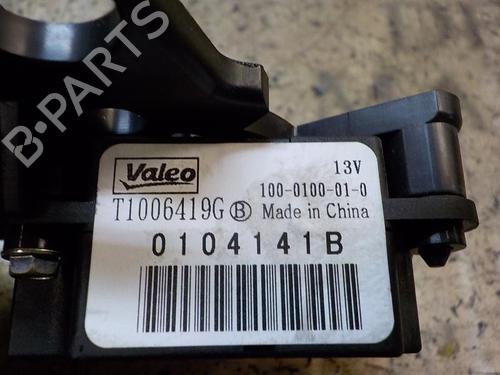 B-PARTS
Valeo
13V
100-0100-01-0
T1006419G Ⓑ Made in China
0104141B